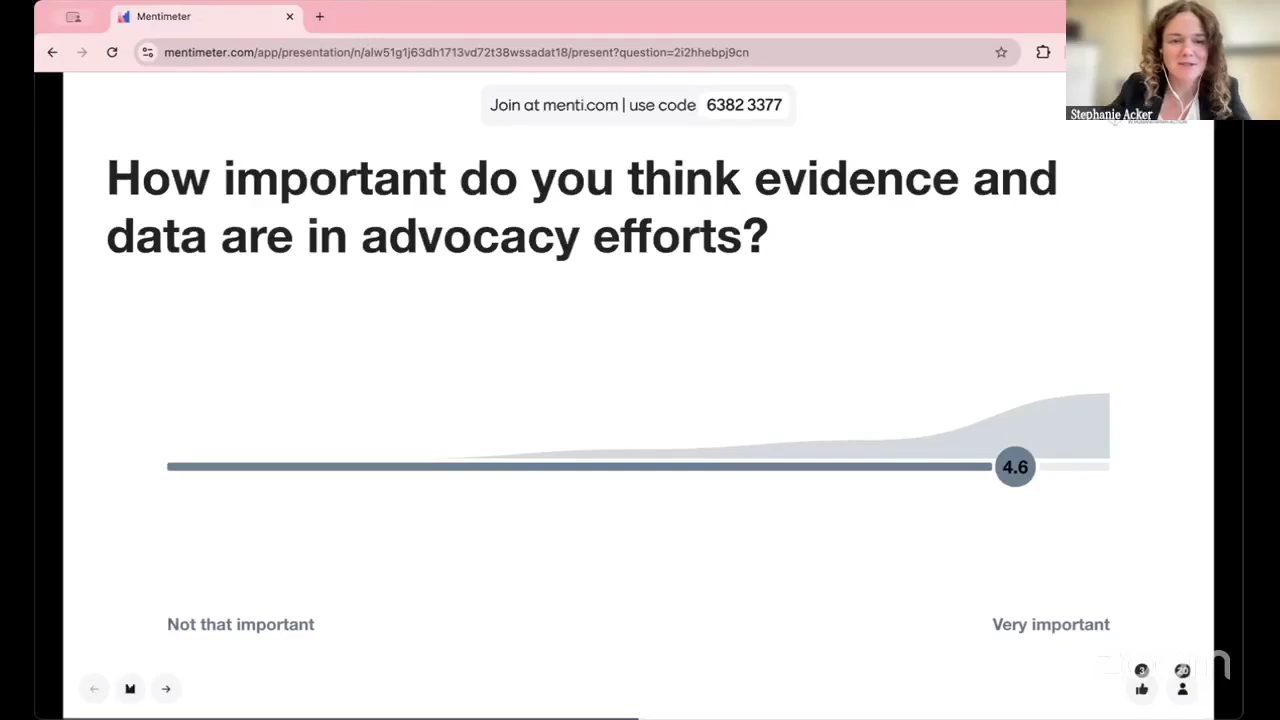 Mentimeter
mentimeter.com/app/presentation/n/alw51g1j63dh1713vd72t38wssadat18/present?question=2i2hhebpj9cn
Stephanie Acker
Join at menti.com | use code 6382 3377
How important do you think evidence and
data are in advocacy efforts?
4.6
Not that important
Very important
3